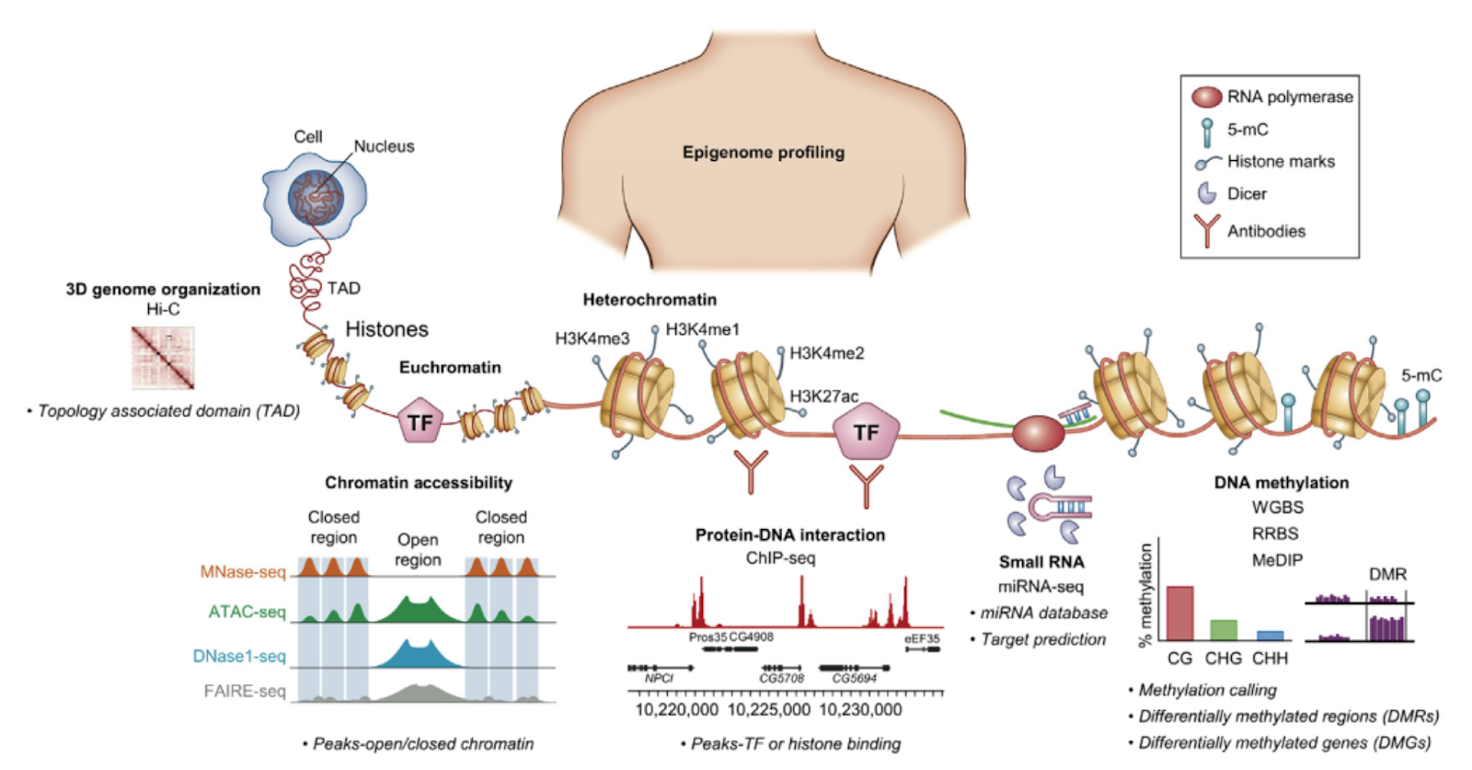 Epigenome profiling
RNA polymerase
5-mC
Histone marks
Dicer
Antibodies
Cell
Nucleus
TAD
3D genome organization
Hi-C
• Topology associated domain (TAD)
Histones
Euchromatin
TF
Heterochromatin
H3K4me3
H3K4me1
H3K4me2
H3K27ac
TF
5-mC
Chromatin accessibility
Closed
region
Open
region
Closed
region
MNase-seq
ATAC-seq
DNase1-seq
FAIRE-seq
• Peaks-open/closed chromatin
Protein-DNA interaction
ChIP-seq
Pros35 CG4908
eEF35
NPCI
CG5708
CG5694
10,220,000 10,225,000 10,230,000
• Peaks-TF or histone binding
Small RNA
miRNA-seq
• miRNA database
• Target prediction
DNA methylation
WGBS
RRBS
MeDIP
% methylation
CG CHG CHH
DMR
• Methylation calling
• Differentially methylated regions (DMRs)
• Differentially methylated genes (DMGs)